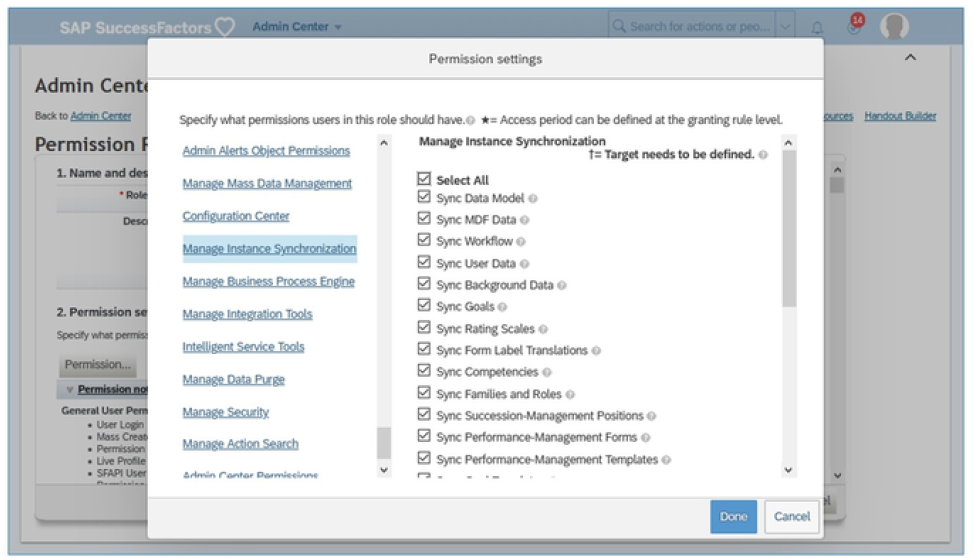 SAP SuccessFactors Admin Center
Search for actions or peo...
14
Admin Cente
Back to Admin Center
ources Handout Builder
Permission R
1. Name and des
* Role
Desc
2. Permission se
Specify what permiss
Permission...
Permission not
General User Perm
User Login
Mass Create
Permission
Live Profile
SFAPI User
Permission settings
Specify what permissions users in this role should have. ★= Access period can be defined at the granting rule level.
Admin Alerts Object Permissions
Manage Mass Data Management
Configuration Center
Manage Instance Synchronization
Manage Business Process Engine
Manage Integration Tools
Intelligent Service Tools
Manage Data Purge
Manage Security
Manage Action Search
Admin Center Permissions
Manage Instance Synchronization
†= Target needs to be defined.
Select All
Sync Data Model
Sync MDF Data
Sync Workflow
Sync User Data
Sync Background Data
Sync Goals
Sync Rating Scales
Sync Form Label Translations
Sync Competencies
Sync Families and Roles
Sync Succession-Management Positions
Sync Performance-Management Forms
Sync Performance-Management Templates
Done Cancel